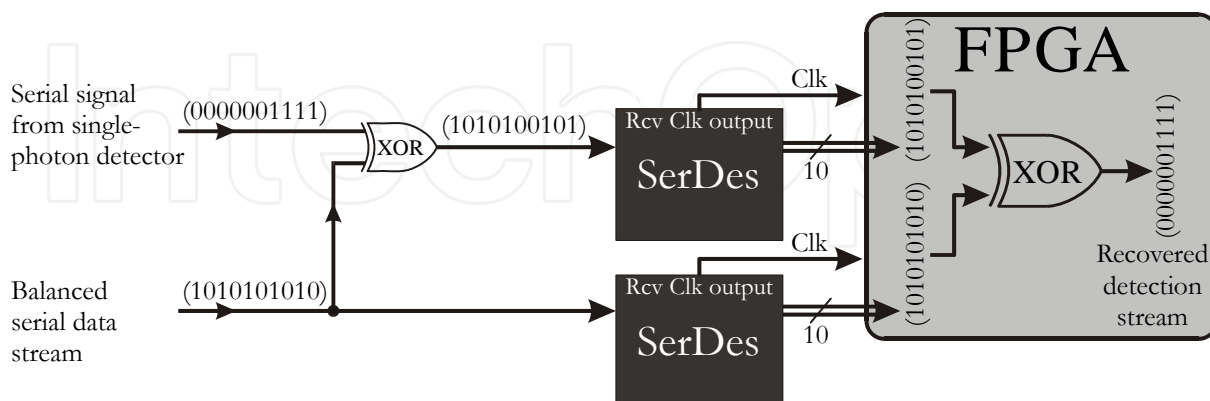 Serial signal
from single-
photon detector
(0000001111)
XOR
(1010100101)
Rcv Clk output
SerDes
Clk
10
FPGA
(1010100101)
(1010101010)
XOR
(0000001111)
Recovered
detection
stream
Balanced
serial data
stream
(1010101010)
Rcv Clk output
SerDes
Clk
10